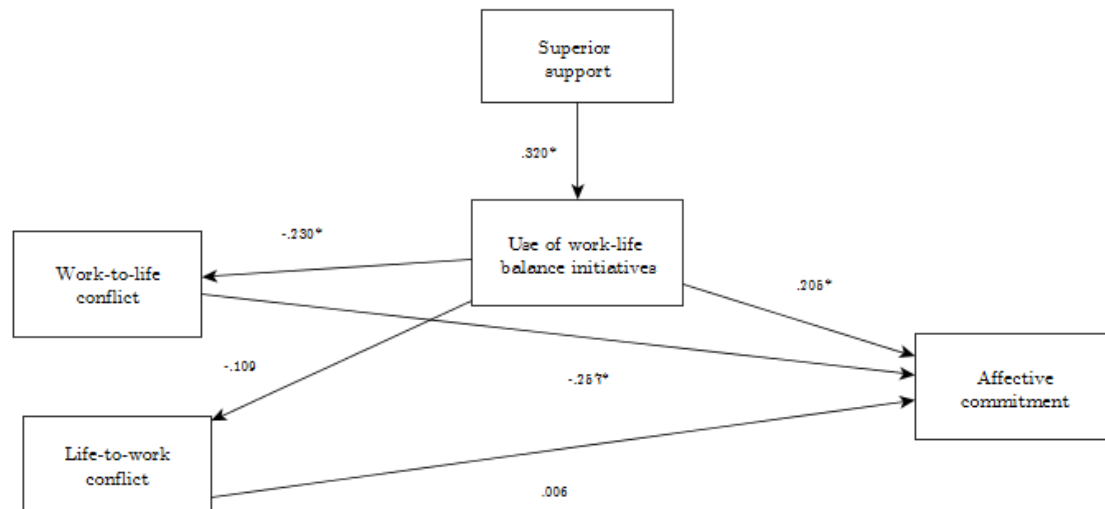 Superior
support
.320*
Use of work-life
balance initiatives
-.230*
Work-to-life
conflict
.205*
-.109
-.257*
Affective
commitment
Life-to-work
conflict
.006